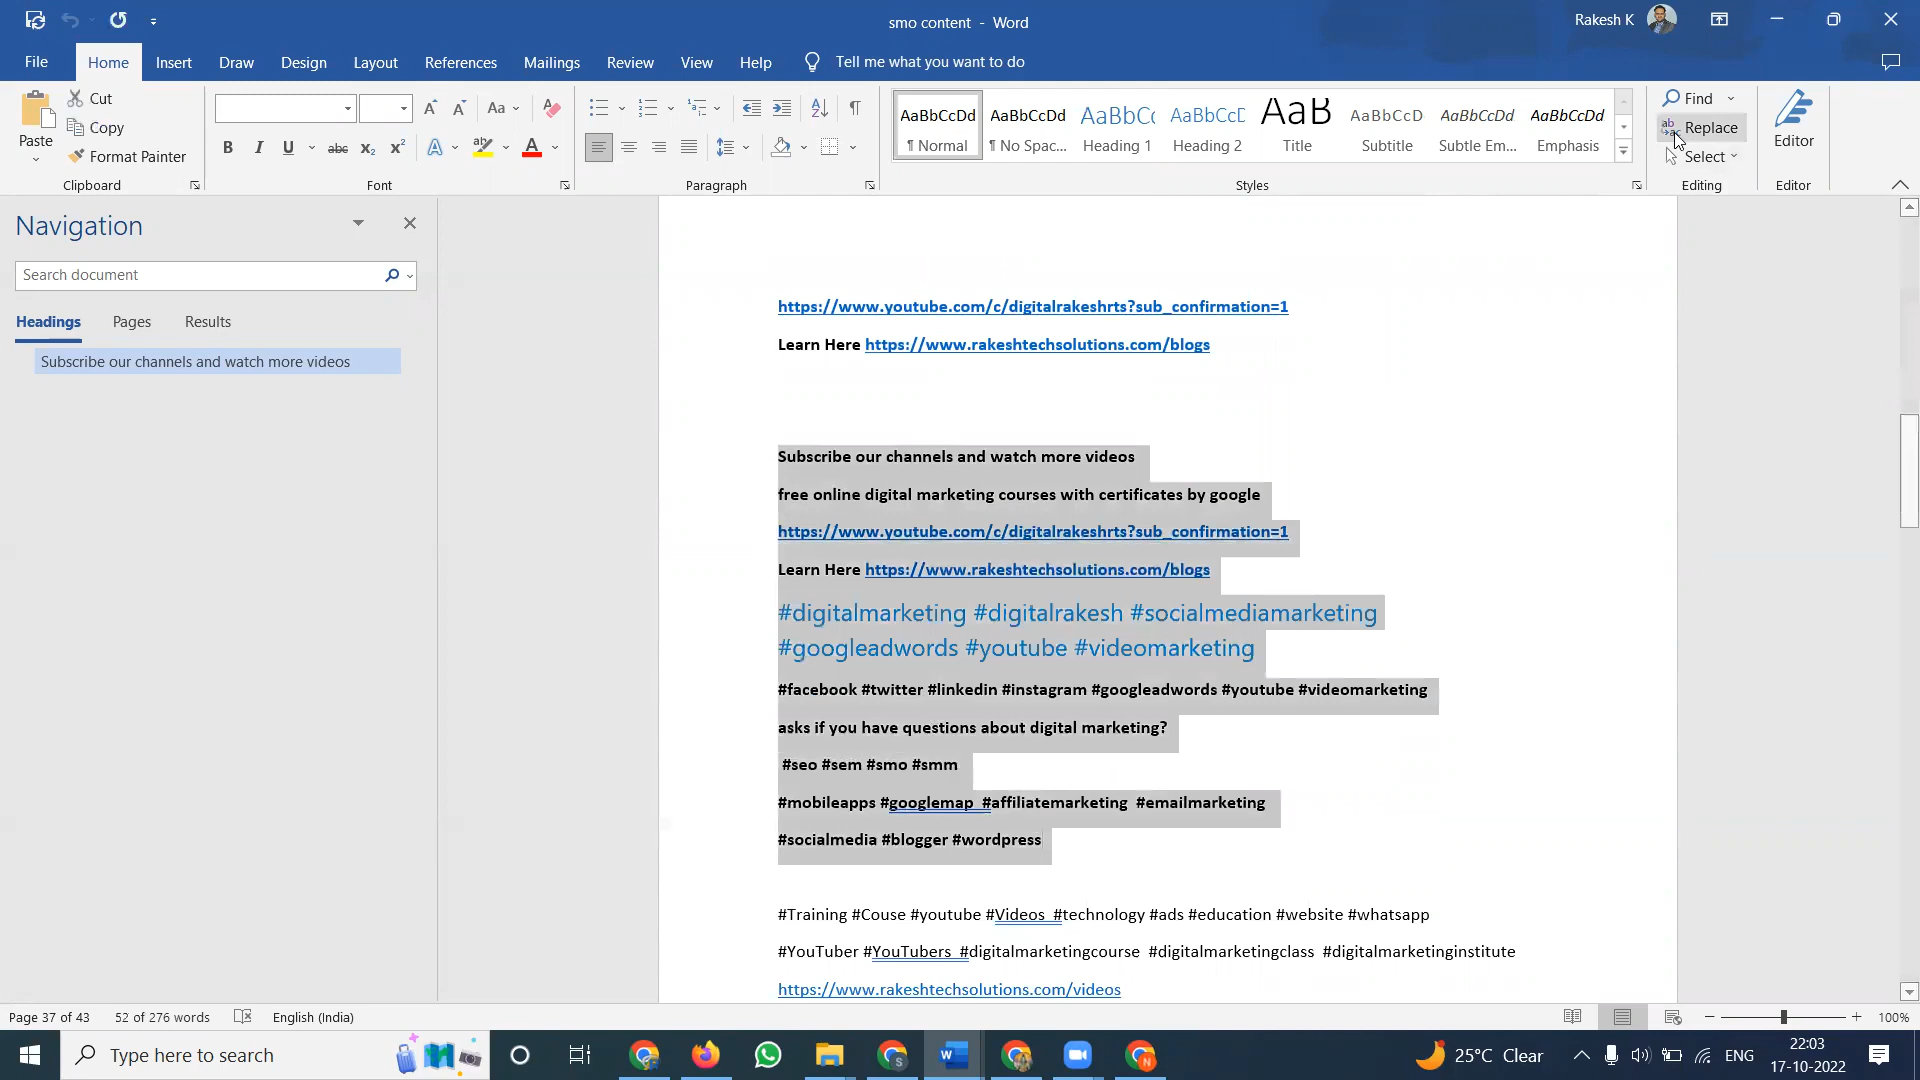 smo content - Word
Rakesh K
File Home Insert Draw Design Layout References Mailings Review View Help Tell me what you want to do
Paste
Cut
Copy
Format Painter
Clipboard
Aa
B I U abc x₂ x² A A
Font
Paragraph
AaBbCcDd AaBbCcDd AaBbC AaBbCcD AaB AaBbCcD AaBbCcDd AaBbCcDd
¶ Normal ¶ No Spac... Heading 1 Heading 2 Title Subtitle Subtle Em... Emphasis
Styles
Find
Replace
Select
Editing
Editor
Editor
Navigation
Search document
Headings Pages Results
Subscribe our channels and watch more videos
https://www.youtube.com/c/digitalrakeshrts?sub_confirmation=1
Learn Here https://www.rakeshtechsolutions.com/blogs
Subscribe our channels and watch more videos
free online digital marketing courses with certificates by google
https://www.youtube.com/c/digitalrakeshrts?sub_confirmation=1
Learn Here https://www.rakeshtechsolutions.com/blogs
#digitalmarketing #digitalrakesh #socialmediamarketing
#googleadwords #youtube #videomarketing
#facebook #twitter #linkedin #instagram #googleadwords #youtube #videomarketing
asks if you have questions about digital marketing?
#seo #sem #smo #smm
#mobileapps #googlemap #affiliatemarketing #emailmarketing
#socialmedia #blogger #wordpress
#Training #Couse #youtube #Videos #technology #ads #education #website #whatsapp
#YouTuber #YouTubers #digitalmarketingcourse #digitalmarketingclass #digitalmarketinginstitute
https://www.rakeshtechsolutions.com/videos
Page 37 of 43 52 of 276 words English (India) 100%
Type here to search
25°C Clear
ENG
22:03
17-10-2022